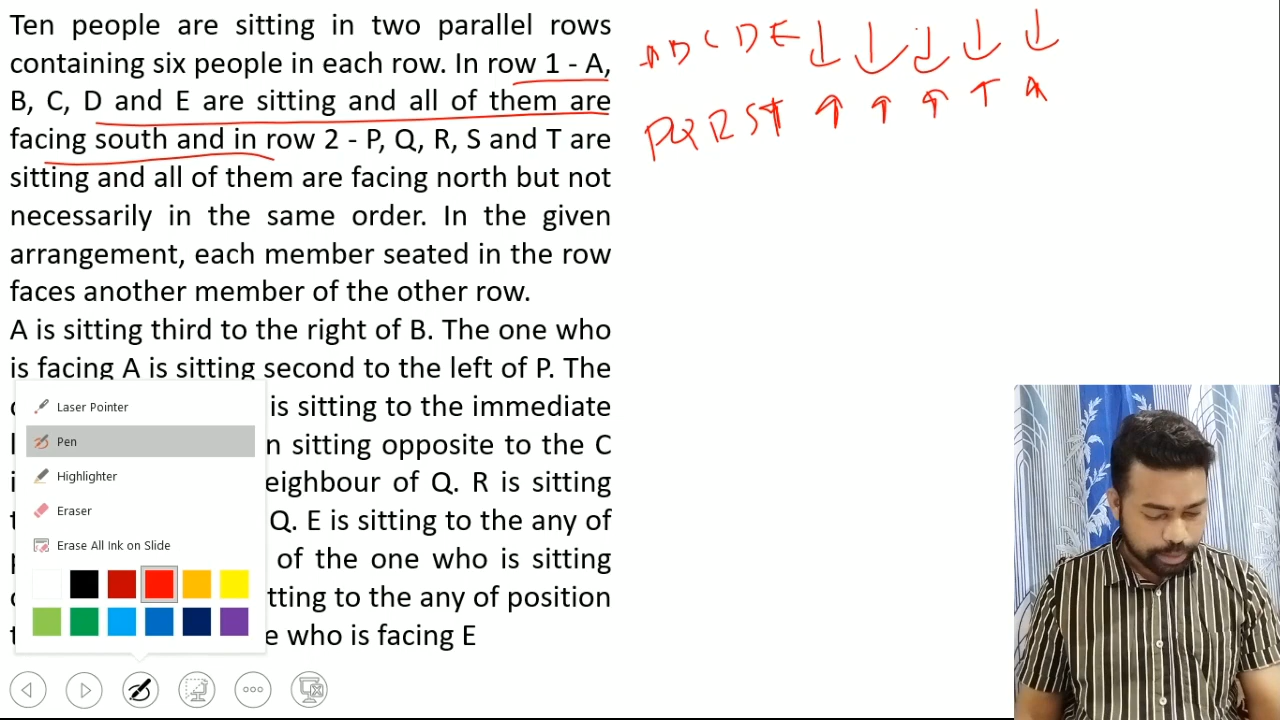 Ten people are sitting in two parallel rows
containing six people in each row. In row 1 - A,
B, C, D and E are sitting and all of them are
facing south and in row 2 - P, Q, R, S and T are
sitting and all of them are facing north but not
necessarily in the same order. In the given
arrangement, each member seated in the row
faces another member of the other row.
A is sitting third to the right of B. The one who
is facing A is sitting second to the left of P. The
is sitting to the immediate
sitting opposite to the C
of Q. R is sitting
Q. E is sitting to the any of
of the one who is sitting
to the any of position
who is facing E
Laser Pointer
Pen
Highlighter
Eraser
Erase All Ink on Slide
A B C D E
P Q R S T